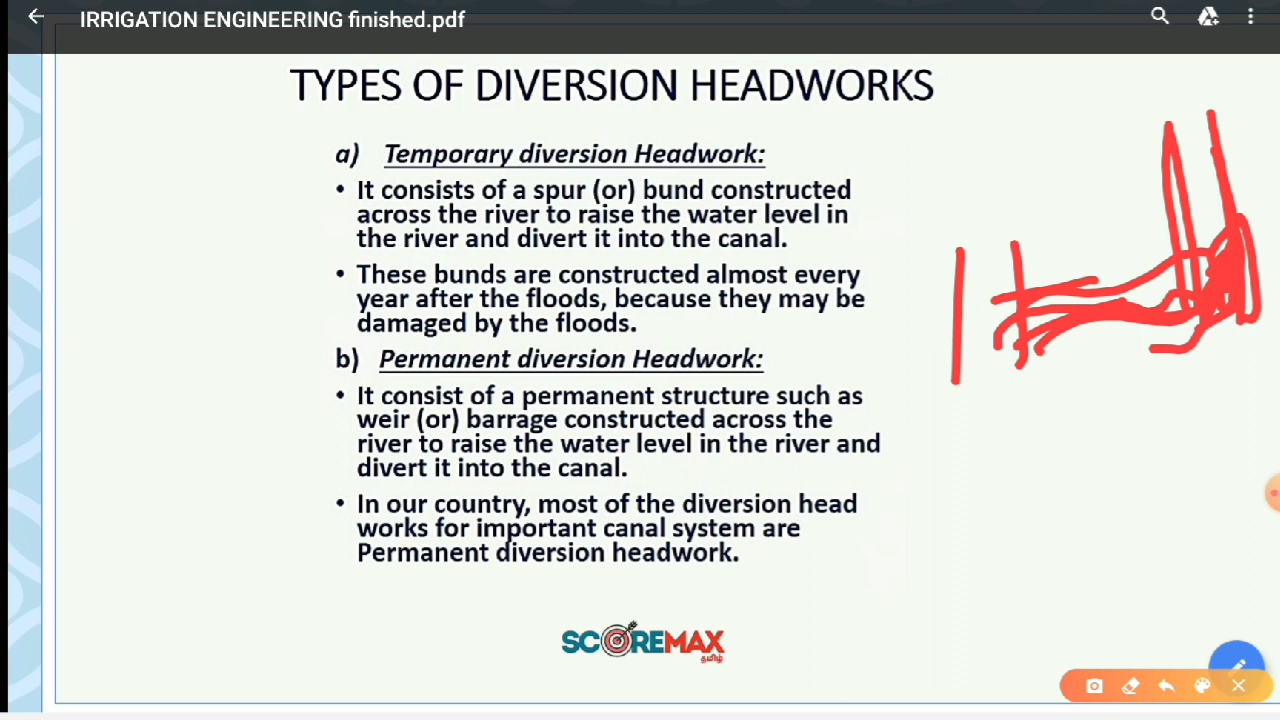 IRRIGATION ENGINEERING finished.pdf
TYPES OF DIVERSION HEADWORKS
a) Temporary diversion Headwork:
• It consists of a spur (or) bund constructed
across the river to raise the water level in
the river and divert it into the canal.
• These bunds are constructed almost every
year after the floods, because they may be
damaged by the floods.
b) Permanent diversion Headwork:
• It consist of a permanent structure such as
weir (or) barrage constructed across the
river to raise the water level in the river and
divert it into the canal.
• In our country, most of the diversion head
works for important canal system are
Permanent diversion headwork.
SCOREMAX
தமிழ்